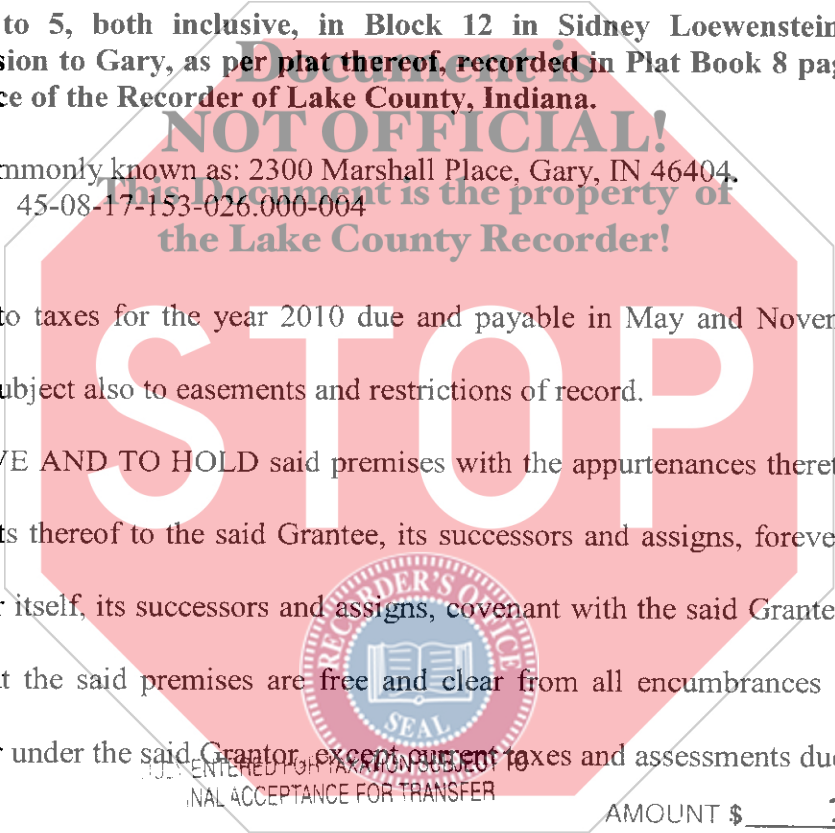 to 5, both inclusive, in Block 12 in Sidney Loewenstein
sion to Gary, as per plat thereof, recorded in Plat Book 8 pag
ce of the Recorder of Lake County, Indiana.
Document is
NOT OFFICIAL!
mmonly known as: 2300 Marshall Place, Gary, IN 46404.
This Document is the property of
45-08-17-153-026.000-004
the Lake County Recorder!
to taxes for the year 2010 due and payable in May and Novem
STOP
ubject also to easements and restrictions of record.
VE AND TO HOLD said premises with the appurtenances theret
ts thereof to the said Grantee, its successors and assigns, foreve
RECORDER'S OFFICE
r itself, its successors and assigns, covenant with the said Grante
t the said premises are free and clear from all encumbrances
SEAL
r under the said Grantor, except current taxes and assessments du
ENTERED FOR TAXATION SUBJECT TO
NAL ACCEPTANCE FOR TRANSFER
AMOUNT $